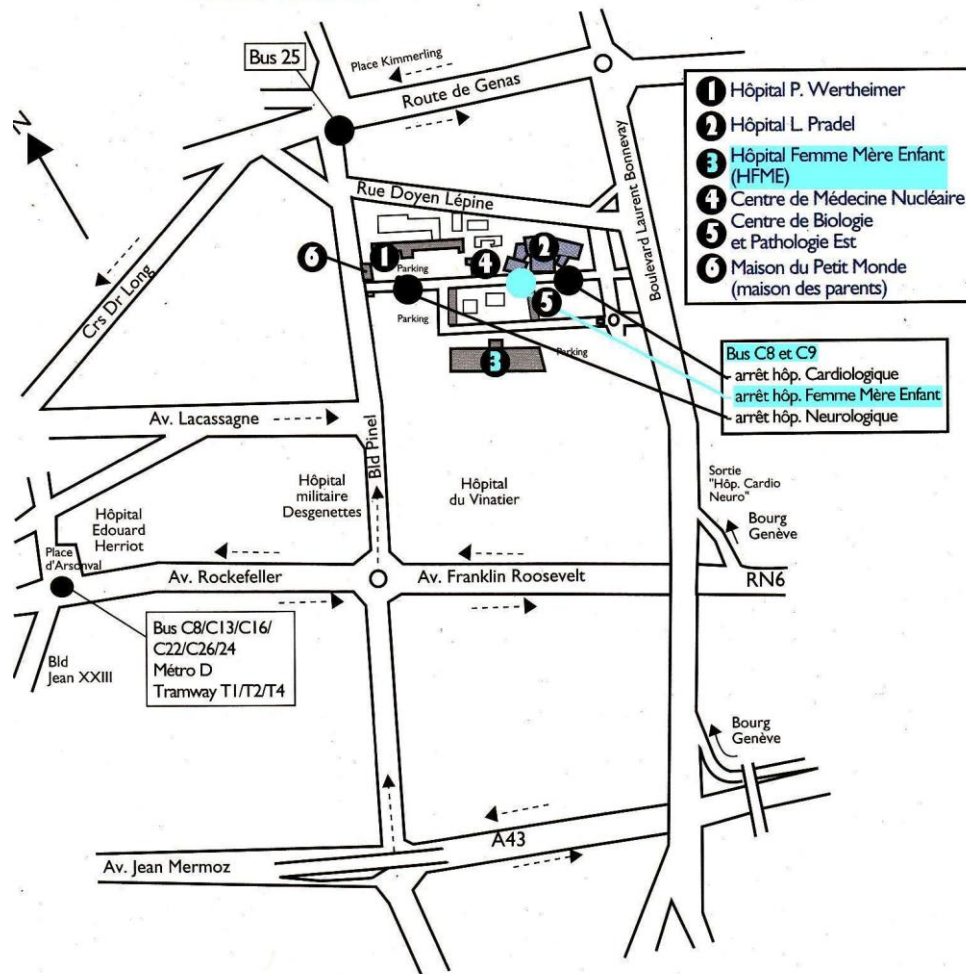 Bus 25
Place Kimmerling
Route de Genas
N
Rue Doyen Lépine
Boulevard Laurent Bonnevay
Crs Dr Long
1 Hôpital P. Wertheimer
2 Hôpital L. Pradel
3 Hôpital Femme Mère Enfant
(HFME)
4 Centre de Médecine Nucléaire
5 Centre de Biologie
et Pathologie Est
6 Maison du Petit Monde
(maison des parents)
6
1
Parking
4
2
5
Parking
3
Parking
Bus C8 et C9
arrêt hôp. Cardiologique
arrêt hôp. Femme Mère Enfant
arrêt hôp. Neurologique
Av. Lacassagne
Bld Pinel
Hôpital
militaire
Desgenettes
Hôpital
du Vinatier
Sortie
"Hôp. Cardio
Neuro"
Bourg
Genève
Hôpital
Edouard
Herriot
Place
d'Arsonval
Av. Rockefeller
Av. Franklin Roosevelt
RN6
Bus C8/C13/C16/
C22/C26/24
Métro D
Tramway T1/T2/T4
Bld
Jean XXIII
Bourg
Genève
A43
Av. Jean Mermoz